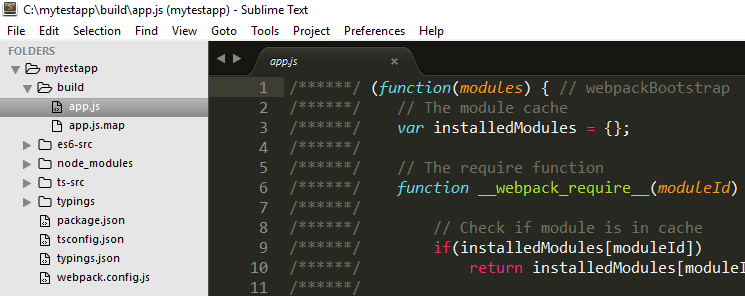 C:\mytestapp\build\app.js (mytestapp) - Sublime Text
File Edit Selection Find View Goto Tools Project Preferences Help
FOLDERS
mytestapp
build
app.js
app.js.map
es6-src
node_modules
ts-src
typings
package.json
tsconfig.json
typings.json
webpack.config.js
app.js ×
1 /******/ (function(modules) { // webpackBootstrap
2 /******/ // The module cache
3 /******/ var installedModules = {};
4 /******/
5 /******/ // The require function
6 /******/ function __webpack_require__(moduleId)
7 /******/
8 /******/ // Check if module is in cache
9 /******/ if(installedModules[moduleId])
10 /******/ return installedModules[moduleI
11 /******/